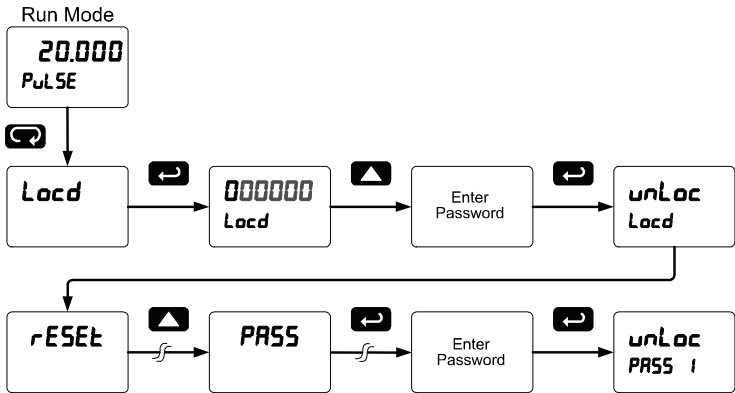 Run Mode
20.000
PuLSE
Locd
000000
Locd
Enter
Password
unLoc
Locd
rESEt
PASS
Enter
Password
unLoc
PASS 1